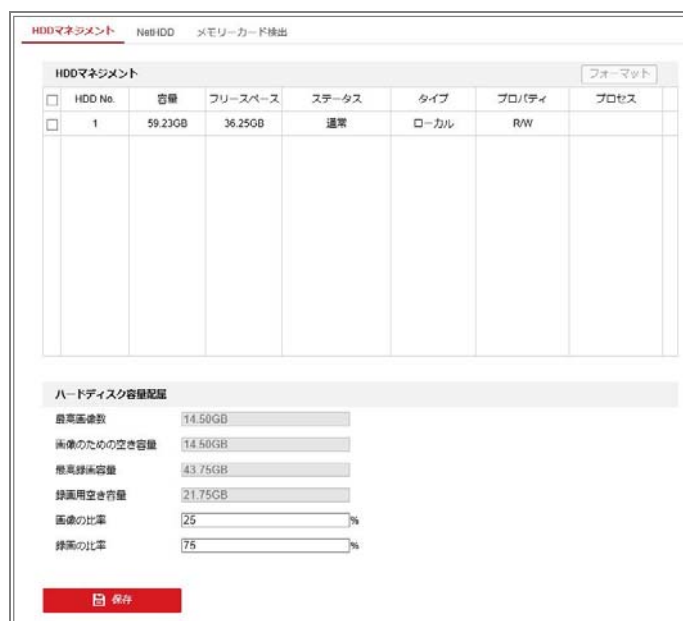 HDDマネジメント NetHDD メモリーカード検出
HDDマネジメント フォーマット
HDD No. 容量 フリースペース ステータス タイプ プロパティ プロセス
1 59.23GB 36.25GB 通常 ローカル R/W
ハードディスク容量配屋
最高画像数 14.50GB
画像のための空き容量 14.50GB
最高録画容量 43.75GB
録画用空き容量 21.75GB
画像の比率 25 %
録画の比率 75 %
保存